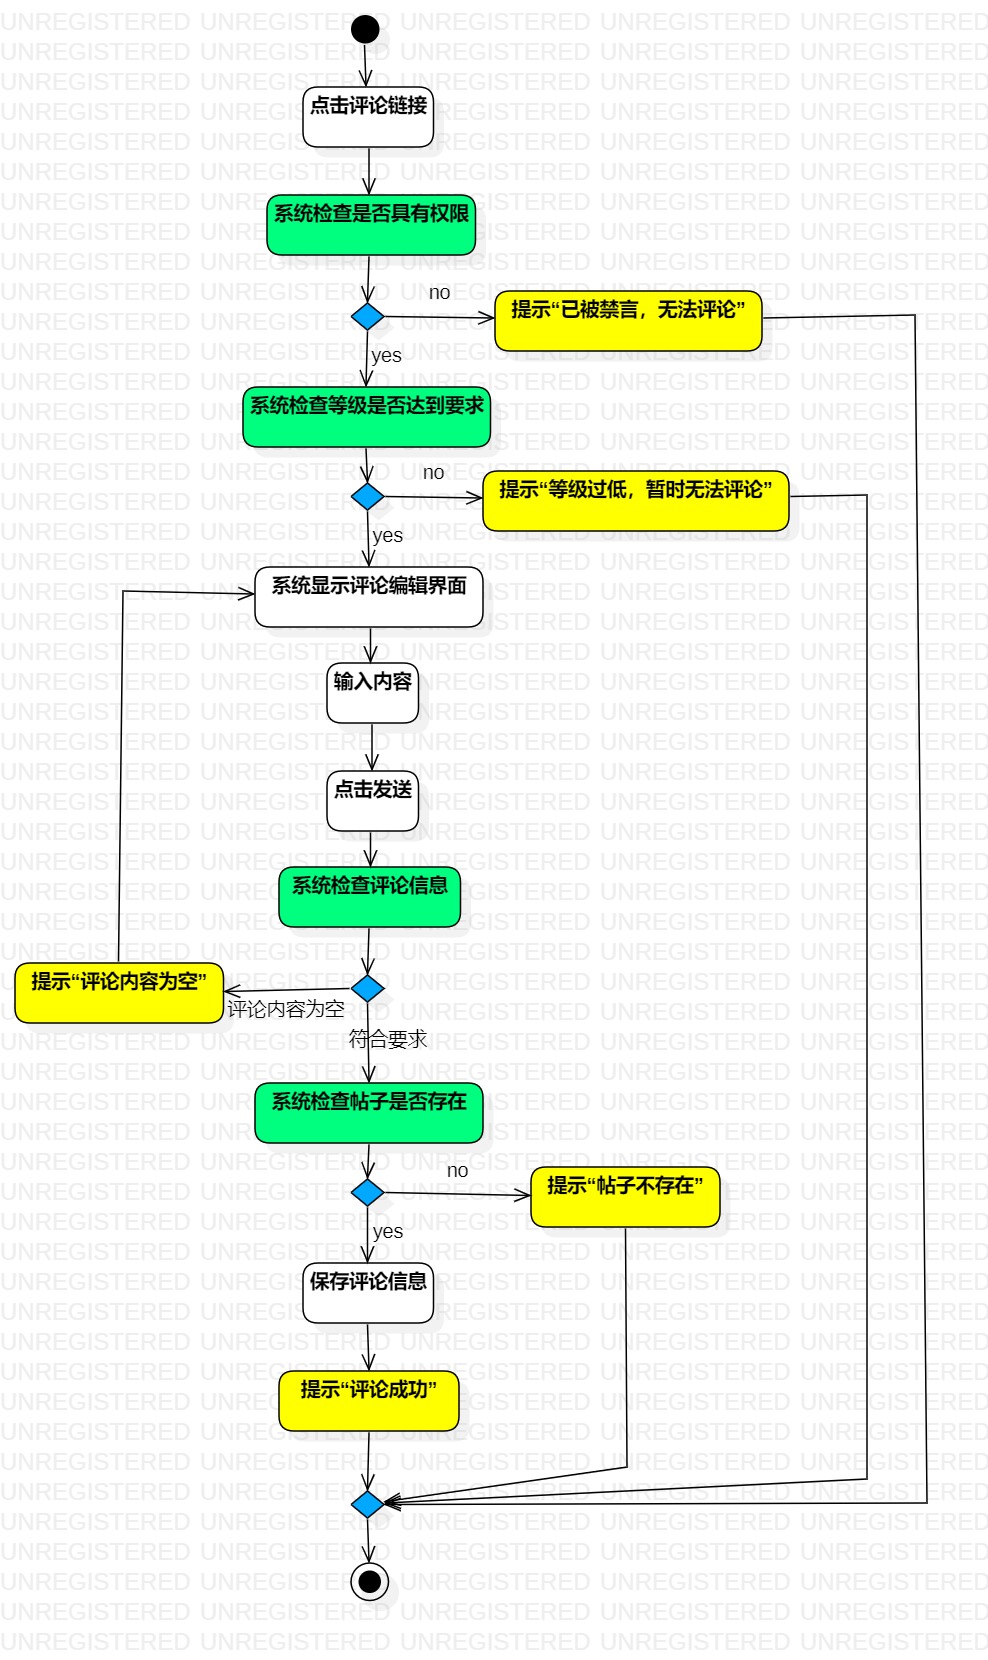 点击评论链接
系统检查是否具有权限
no
提示“已被禁言，无法评论”
yes
系统检查等级是否达到要求
no
提示“等级过低，暂时无法评论”
yes
系统显示评论编辑界面
输入内容
点击发送
系统检查评论信息
提示“评论内容为空”
评论内容为空
符合要求
系统检查帖子是否存在
no
提示“帖子不存在”
yes
保存评论信息
提示“评论成功”
UNREGISTERED